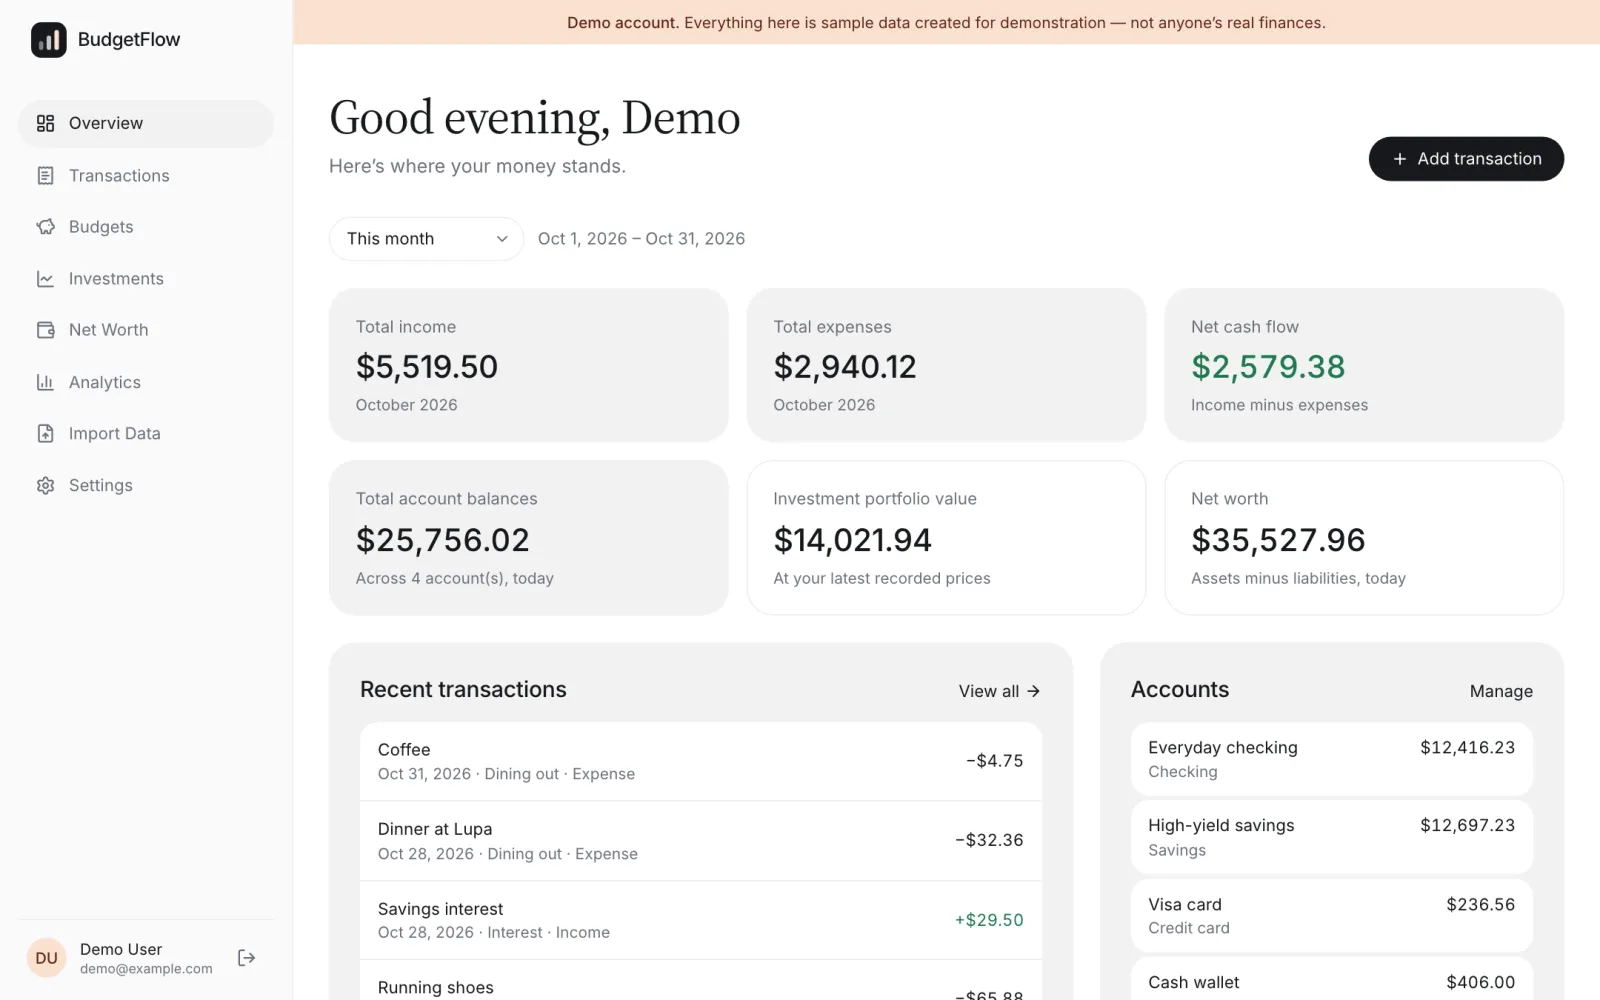 BudgetFlow
Overview
Transactions
Budgets
Investments
Net Worth
Analytics
Import Data
Settings
DU
Demo User
demo@example.com
Demo account. Everything here is sample data created for demonstration — not anyone’s real finances.
Good evening, Demo
Here’s where your money stands.
+ Add transaction
This month
Oct 1, 2026 – Oct 31, 2026
Total income
$5,519.50
October 2026
Total expenses
$2,940.12
October 2026
Net cash flow
$2,579.38
Income minus expenses
Total account balances
$25,756.02
Across 4 account(s), today
Investment portfolio value
$14,021.94
At your latest recorded prices
Net worth
$35,527.96
Assets minus liabilities, today
Recent transactions
View all →
Coffee
Oct 31, 2026 · Dining out · Expense
−$4.75
Dinner at Lupa
Oct 28, 2026 · Dining out · Expense
−$32.36
Savings interest
Oct 28, 2026 · Interest · Income
+$29.50
Running shoes
−$65.88
Accounts
Manage
Everyday checking
$12,416.23
Checking
High-yield savings
$12,697.23
Savings
Visa card
$236.56
Credit card
Cash wallet
$406.00